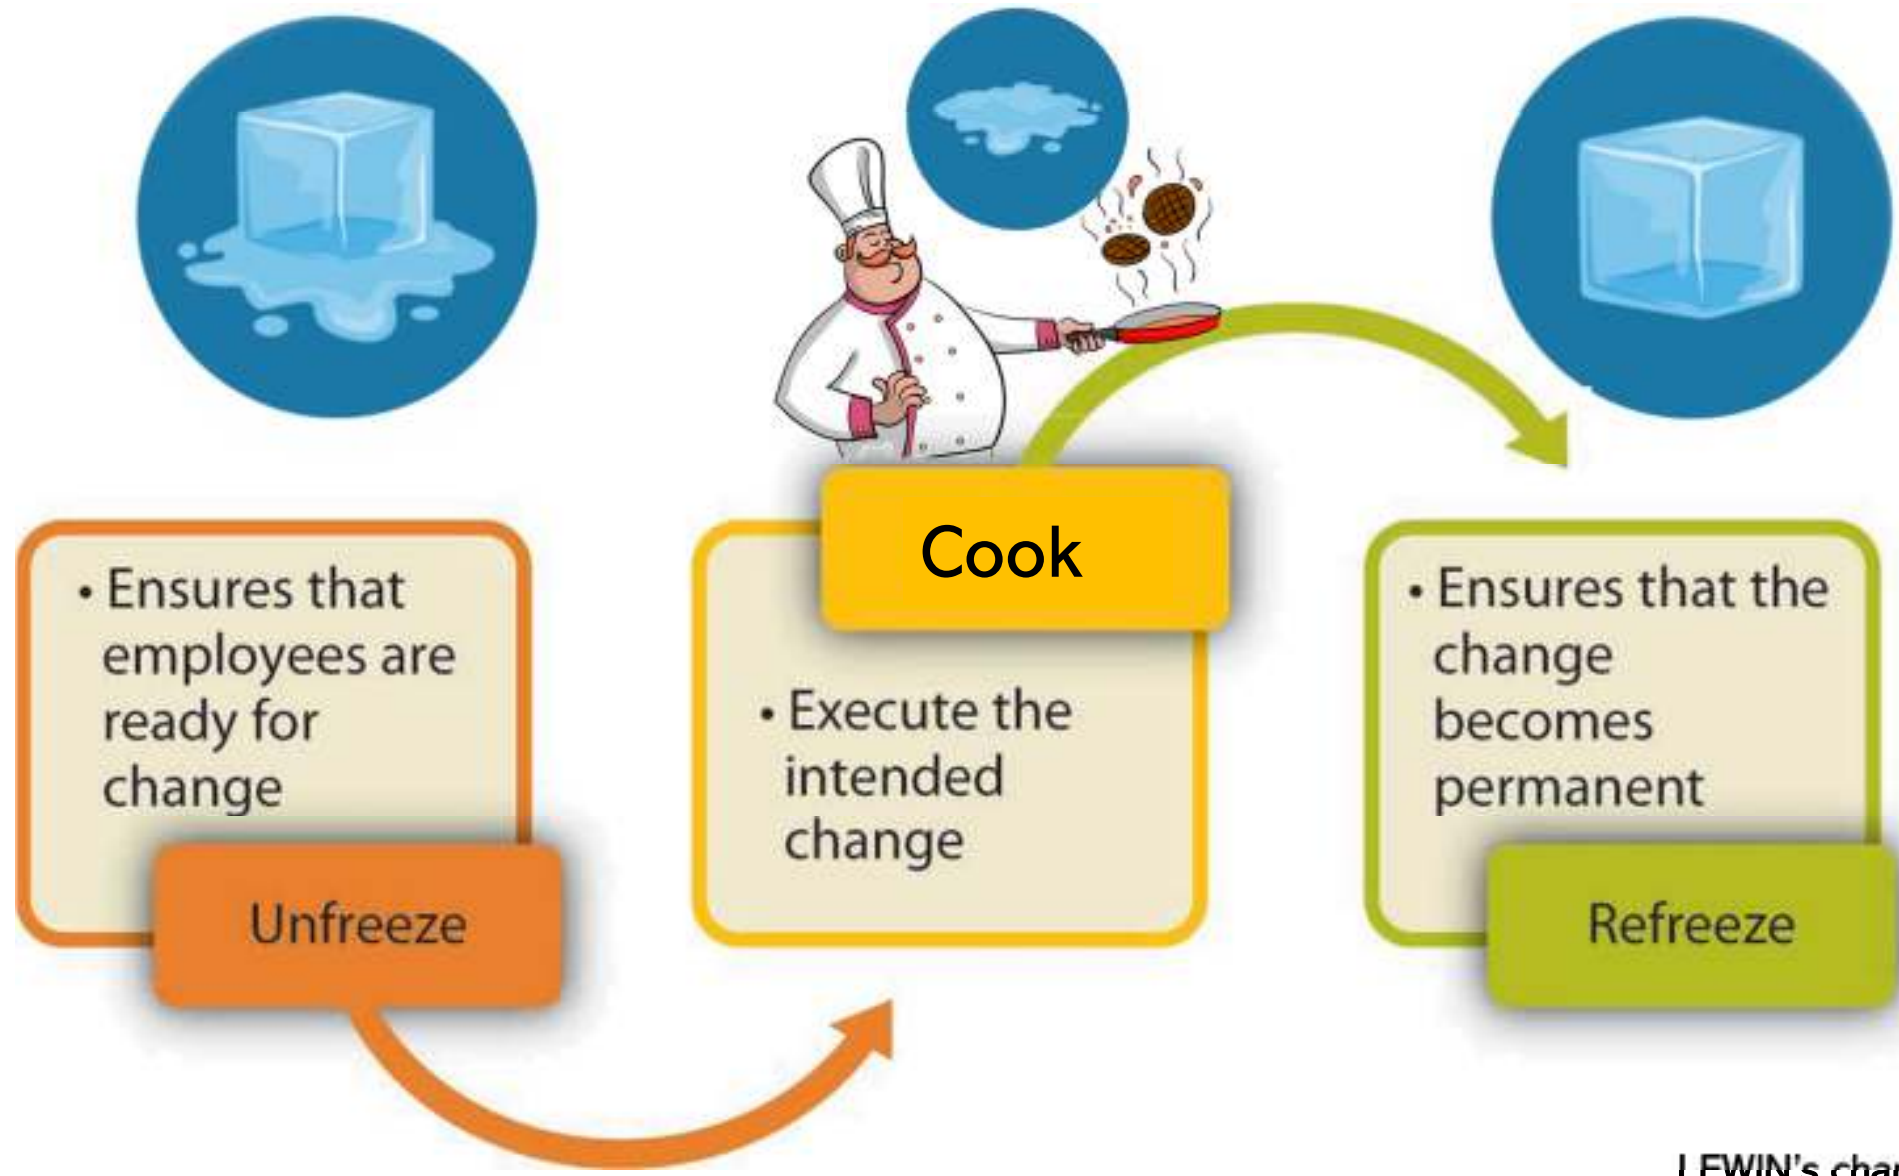 • Ensures that
employees are
ready for
change
Unfreeze
Cook
• Execute the
intended
change
• Ensures that the
change
becomes
permanent
Refreeze
LEWIN's